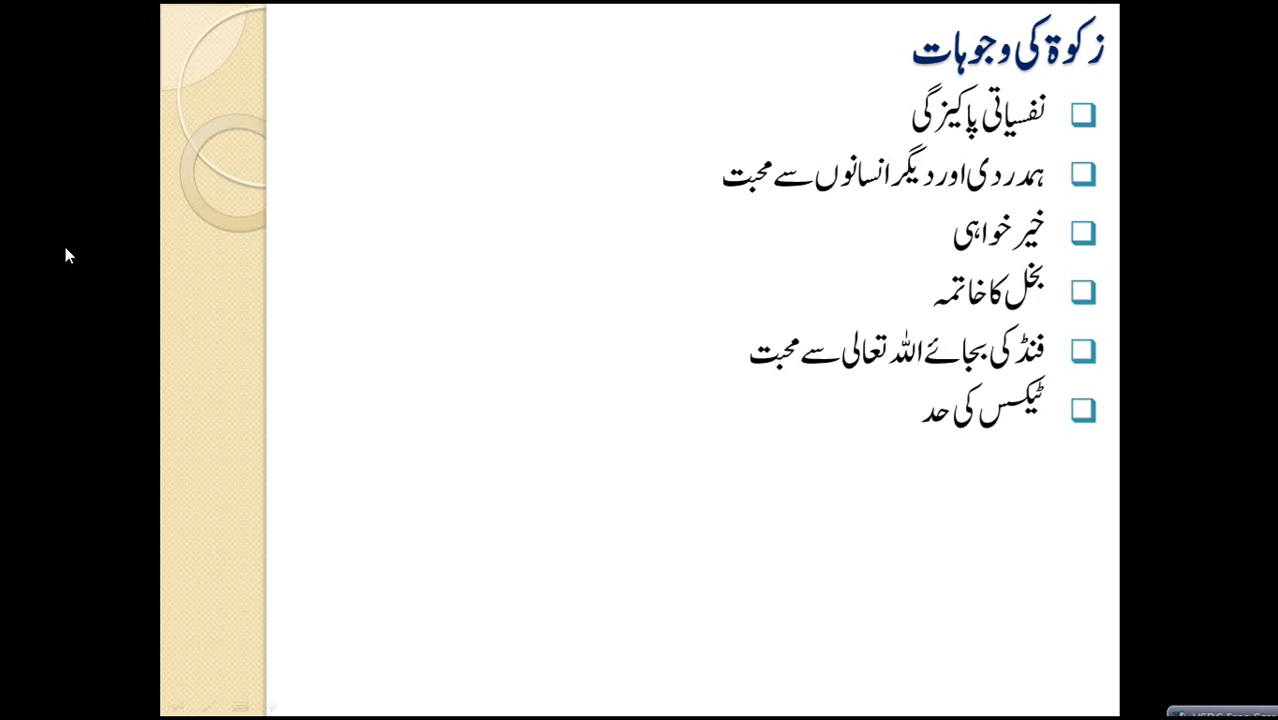 زکوۃ کی وجوہات
نفسیاتی پاکیزگی
ہمدردی اور دیگر انسانوں سے محبت
خیر خواہی
بخل کا خاتمہ
فنڈ کی بجائے اللہ تعالی سے محبت
ٹیکس کی حد